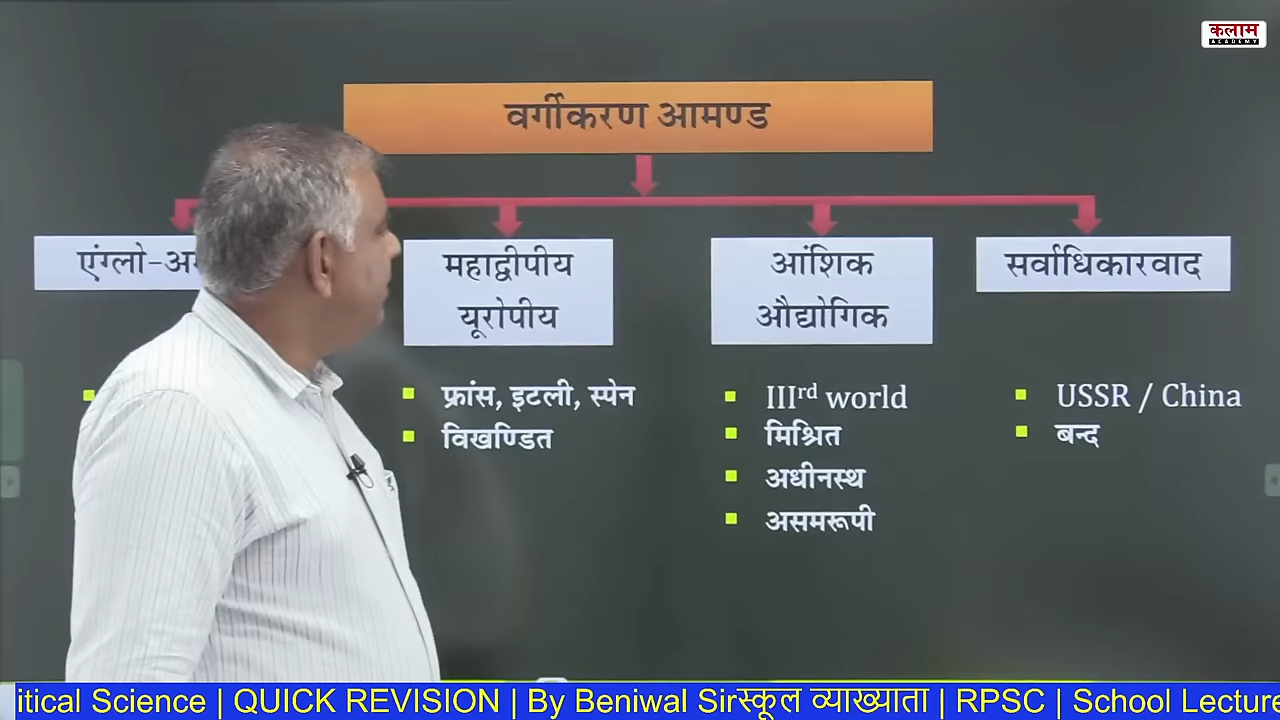 कलाम
ACADEMY
वर्गीकरण आमण्ड
एंग्लो-
महाद्वीपीय
यूरोपीय
आंशिक
औद्योगिक
सर्वाधिकारवाद
फ्रांस, इटली, स्पेन
विखण्डित
IIIrd world
मिश्रित
अधीनस्थ
असमरूपी
USSR / China
बन्द
itical Science | QUICK REVISION | By Beniwal Sirस्कूल व्याख्याता | RPSC | School Lecture